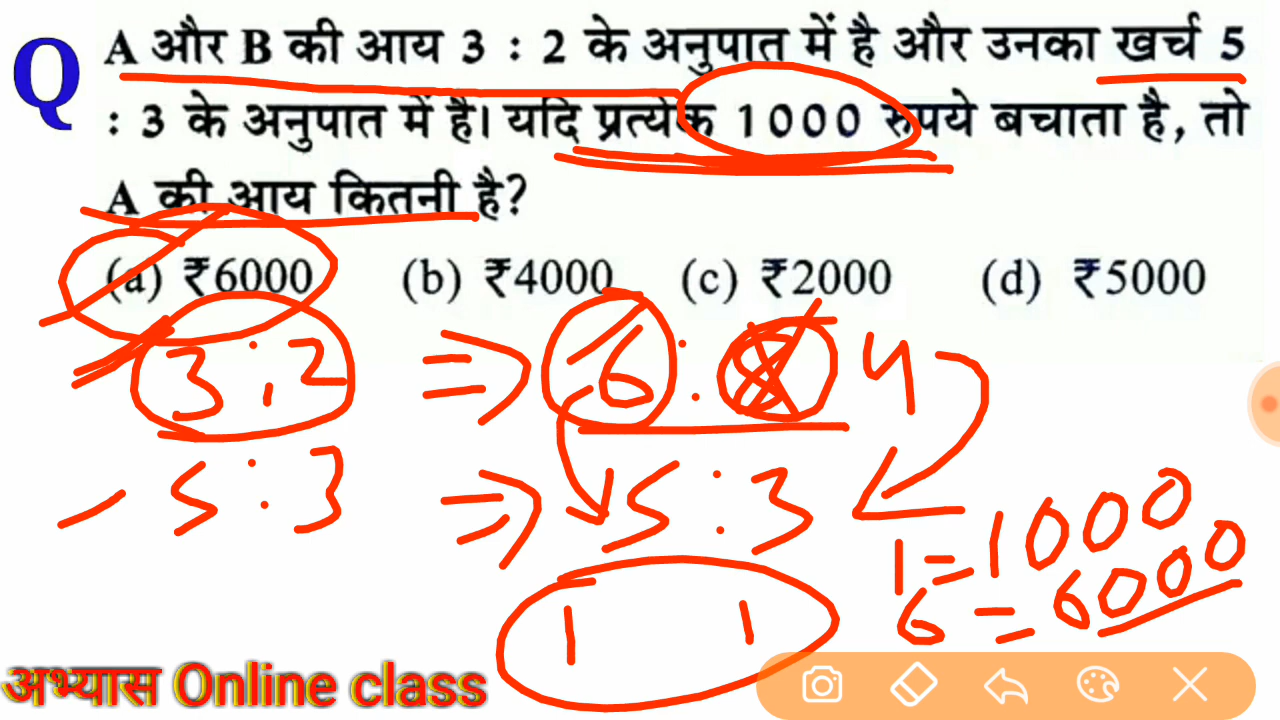 Q A और B की आय 3 : 2 के अनुपात में है और उनका खर्च 5
: 3 के अनुपात में है। यदि प्रत्येक 1000 रुपये बचाता है, तो
A की आय कितनी है?
(a) ₹6000 (b) ₹4000 (c) ₹2000 (d) ₹5000
3 : 2 ⇒ 6 : 4
5 : 3 ⇒ 5 : 3
1 = 1000
1 1 6 = 6000
अभ्यास Online class